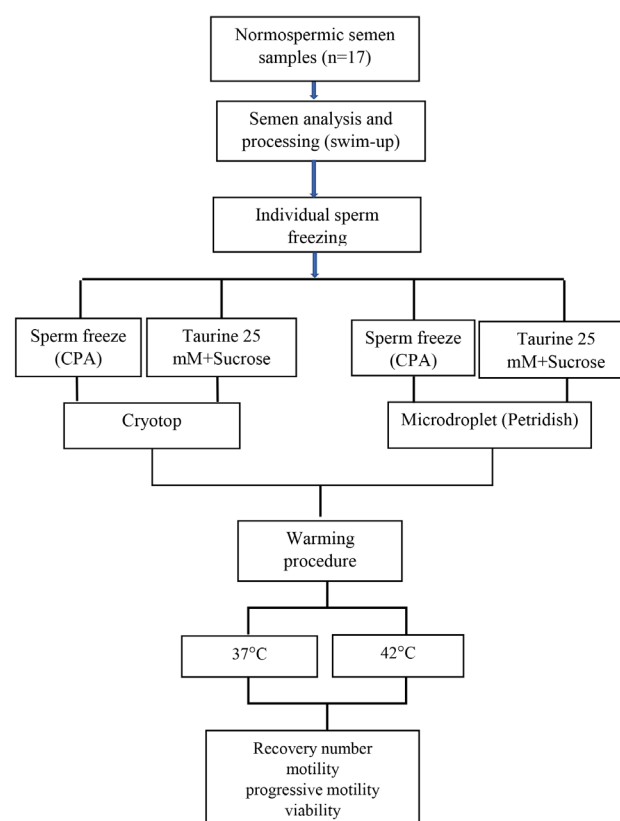 Normospermic semen
samples (n=17)
Semen analysis and
processing (swim-up)
Individual sperm
freezing
Sperm freeze
(CPA)
Taurine 25
mM+Sucrose
Sperm freeze
(CPA)
Taurine 25
mM+Sucrose
Cryotop
Microdroplet (Petridish)
Warming
procedure
37°C
42°C
Recovery number
motility
progressive motility
viability